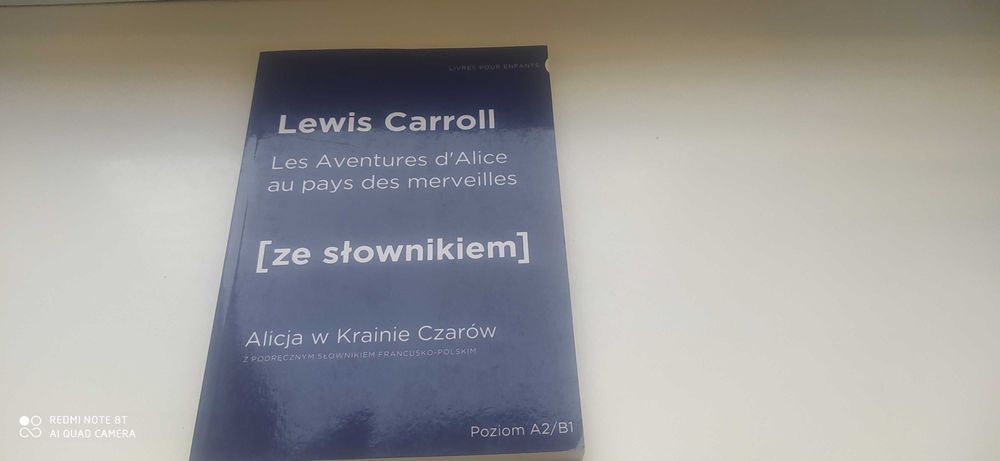 LIVRES POUR ENFANTS
Lewis Carroll
Les Aventures d'Alice
au pays des merveilles
[ze słownikiem]
Alicja w Krainie Czarów
Z PODRĘCZNYM SŁOWNIKIEM FRANCUSKO-POLSKIM
Poziom A2/B1
REDMI NOTE 8T
AI QUAD CAMERA